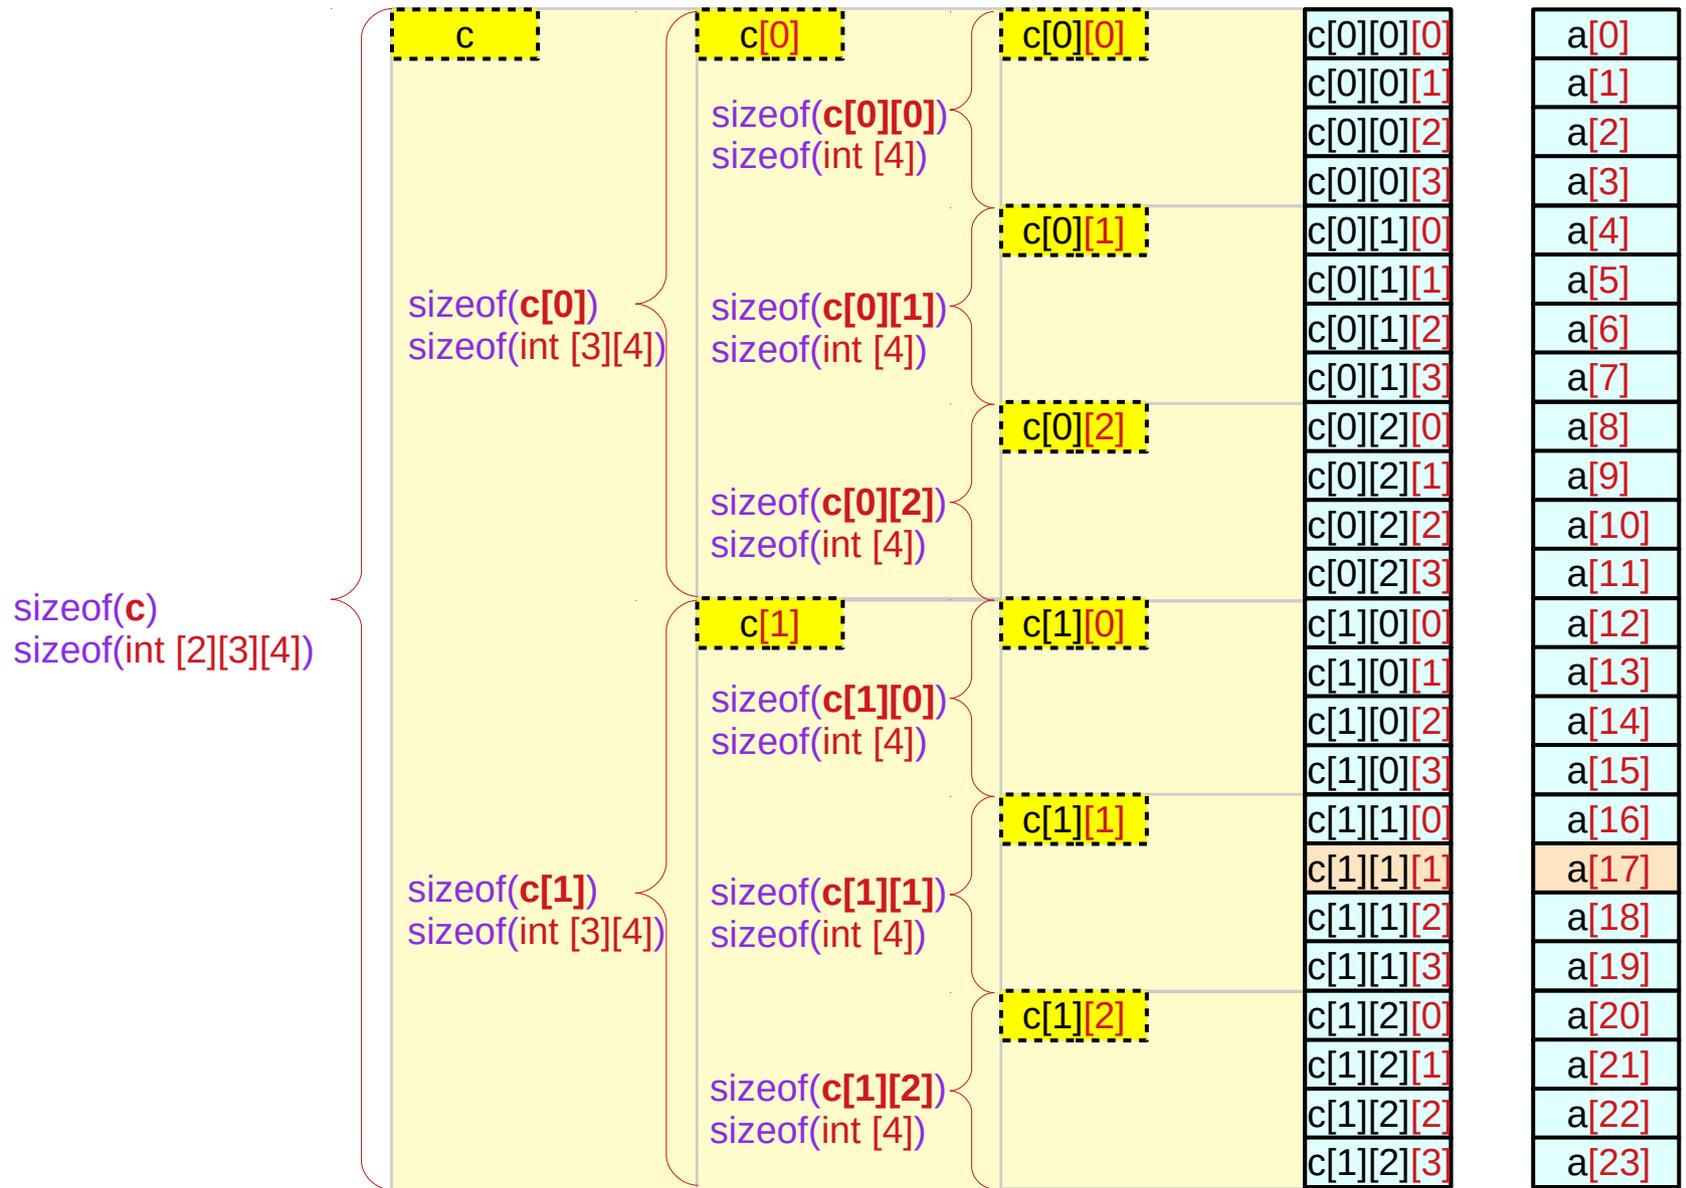 c c[0] c[0][0] c[0][0][0] a[0]
c[0][0][1] a[1]
sizeof(c[0][0])
c[0][0][2] a[2]
sizeof(int [4])
c[0][0][3] a[3]
c[0][1] c[0][1][0] a[4]
c[0][1][1] a[5]
sizeof(c[0]) sizeof(c[0][1])
c[0][1][2] a[6]
sizeof(int [3][4]) sizeof(int [4])
c[0][1][3] a[7]
c[0][2] c[0][2][0] a[8]
c[0][2][1] a[9]
sizeof(c[0][2])
c[0][2][2] a[10]
sizeof(int [4])
c[0][2][3] a[11]
sizeof(c)
c[1] c[1][0] c[1][0][0] a[12]
sizeof(int [2][3][4])
c[1][0][1] a[13]
sizeof(c[1][0])
c[1][0][2] a[14]
sizeof(int [4])
c[1][0][3] a[15]
c[1][1] c[1][1][0] a[16]
c[1][1][1] a[17]
sizeof(c[1]) sizeof(c[1][1])
c[1][1][2] a[18]
sizeof(int [3][4]) sizeof(int [4])
c[1][1][3] a[19]
c[1][2] c[1][2][0] a[20]
c[1][2][1] a[21]
sizeof(c[1][2])
c[1][2][2] a[22]
sizeof(int [4])
c[1][2][3] a[23]